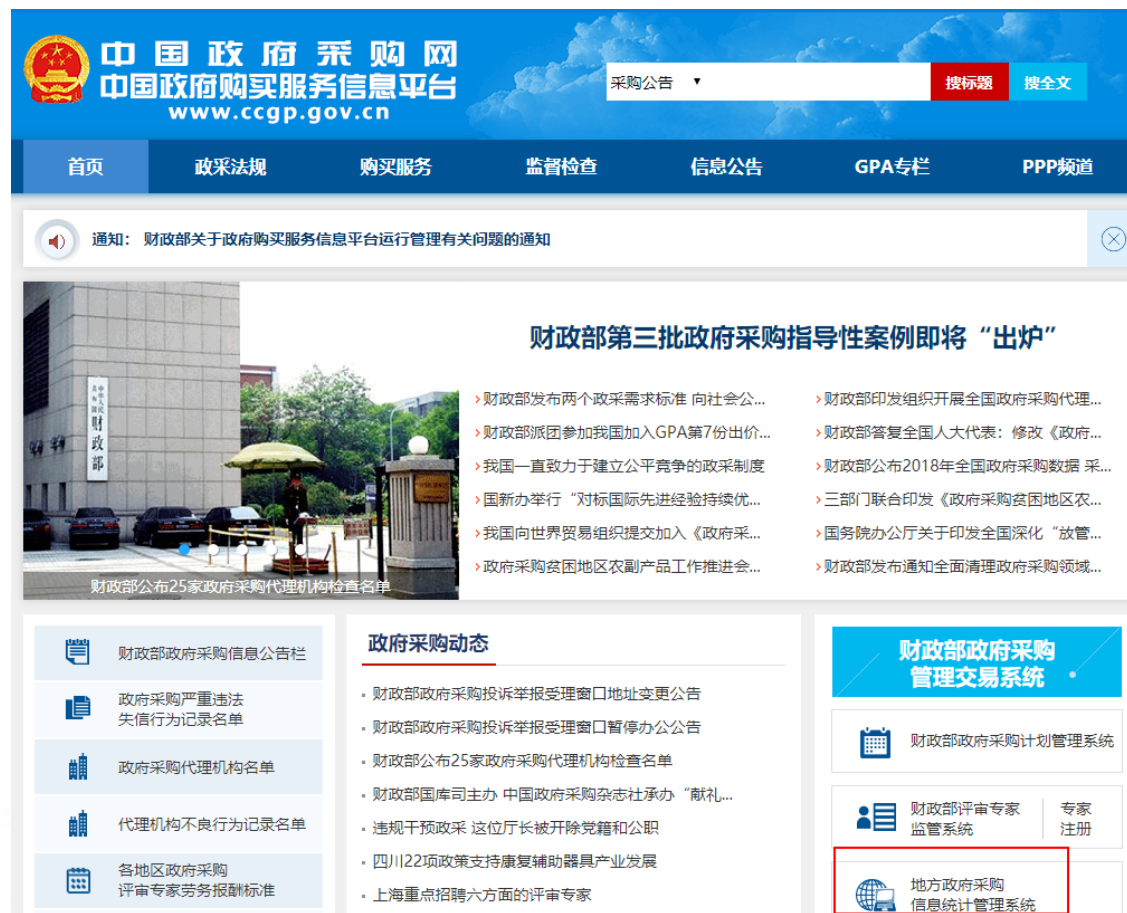 中国政府采购网
中国政府购买服务信息平台
www.ccgp.gov.cn
采购公告
搜标题
搜全文
首页
政采法规
购买服务
监督检查
信息公告
GPA专栏
PPP频道
通知： 财政部关于政府购买服务信息平台运行管理有关问题的通知
中华人民
共和国
财政部
财政部公布25家政府采购代理机构检查名单
财政部第三批政府采购指导性案例即将“出炉”
财政部发布两个政采需求标准 向社会公...
财政部派团参加我国加入GPA第7份出价...
我国一直致力于建立公平竞争的政采制度
国新办举行“对标国际先进经验持续优...
我国向世界贸易组织提交加入《政府采...
政府采购贫困地区农副产品工作推进会...
财政部印发组织开展全国政府采购代理...
财政部答复全国人大代表：修改《政府...
财政部公布2018年全国政府采购数据 采...
三部门联合印发《政府采购贫困地区农...
国务院办公厅关于印发全国深化“放管...
财政部发布通知全面清理政府采购领域...
财政部政府采购信息公告栏
政府采购严重违法
失信行为记录名单
政府采购代理机构名单
代理机构不良行为记录名单
各地区政府采购
评审专家劳务报酬标准
政府采购动态
财政部政府采购投诉举报受理窗口地址变更公告
财政部政府采购投诉举报受理窗口暂停办公公告
财政部公布25家政府采购代理机构检查名单
财政部国库司主办 中国政府采购杂志社承办“献礼...
违规干预政采 这位厅长被开除党籍和公职
四川22项政策支持康复辅助器具产业发展
上海重点招聘六方面的评审专家
财政部政府采购
管理交易系统
财政部政府采购计划管理系统
财政部评审专家
监管系统
专家
注册
地方政府采购
信息统计管理系统